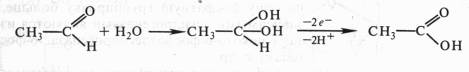 O
CH₃—C
H
+ H₂O → CH₃—C
OH
OH
H
−2e⁻
−2H⁺
CH₃—C
O
OH